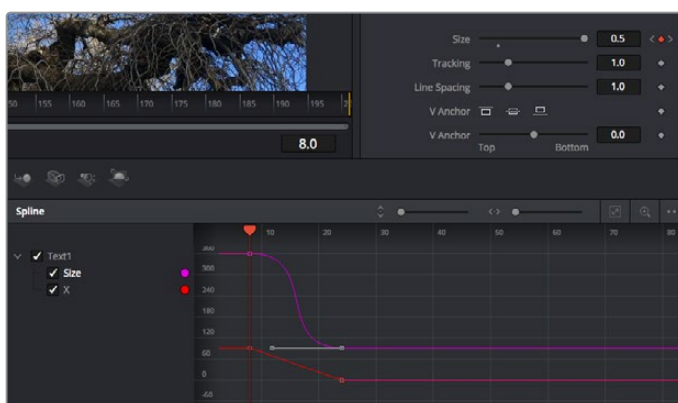 Size 0.5
Tracking 1.0
Line Spacing 1.0
V Anchor
V Anchor 0.0
Top Bottom
50 155 160 165 170 175 180 185 190 195
8.0
Spline
10 20 30 40 50 60 70 80
Text1
Size
X
360
300
240
180
120
60
0
-60